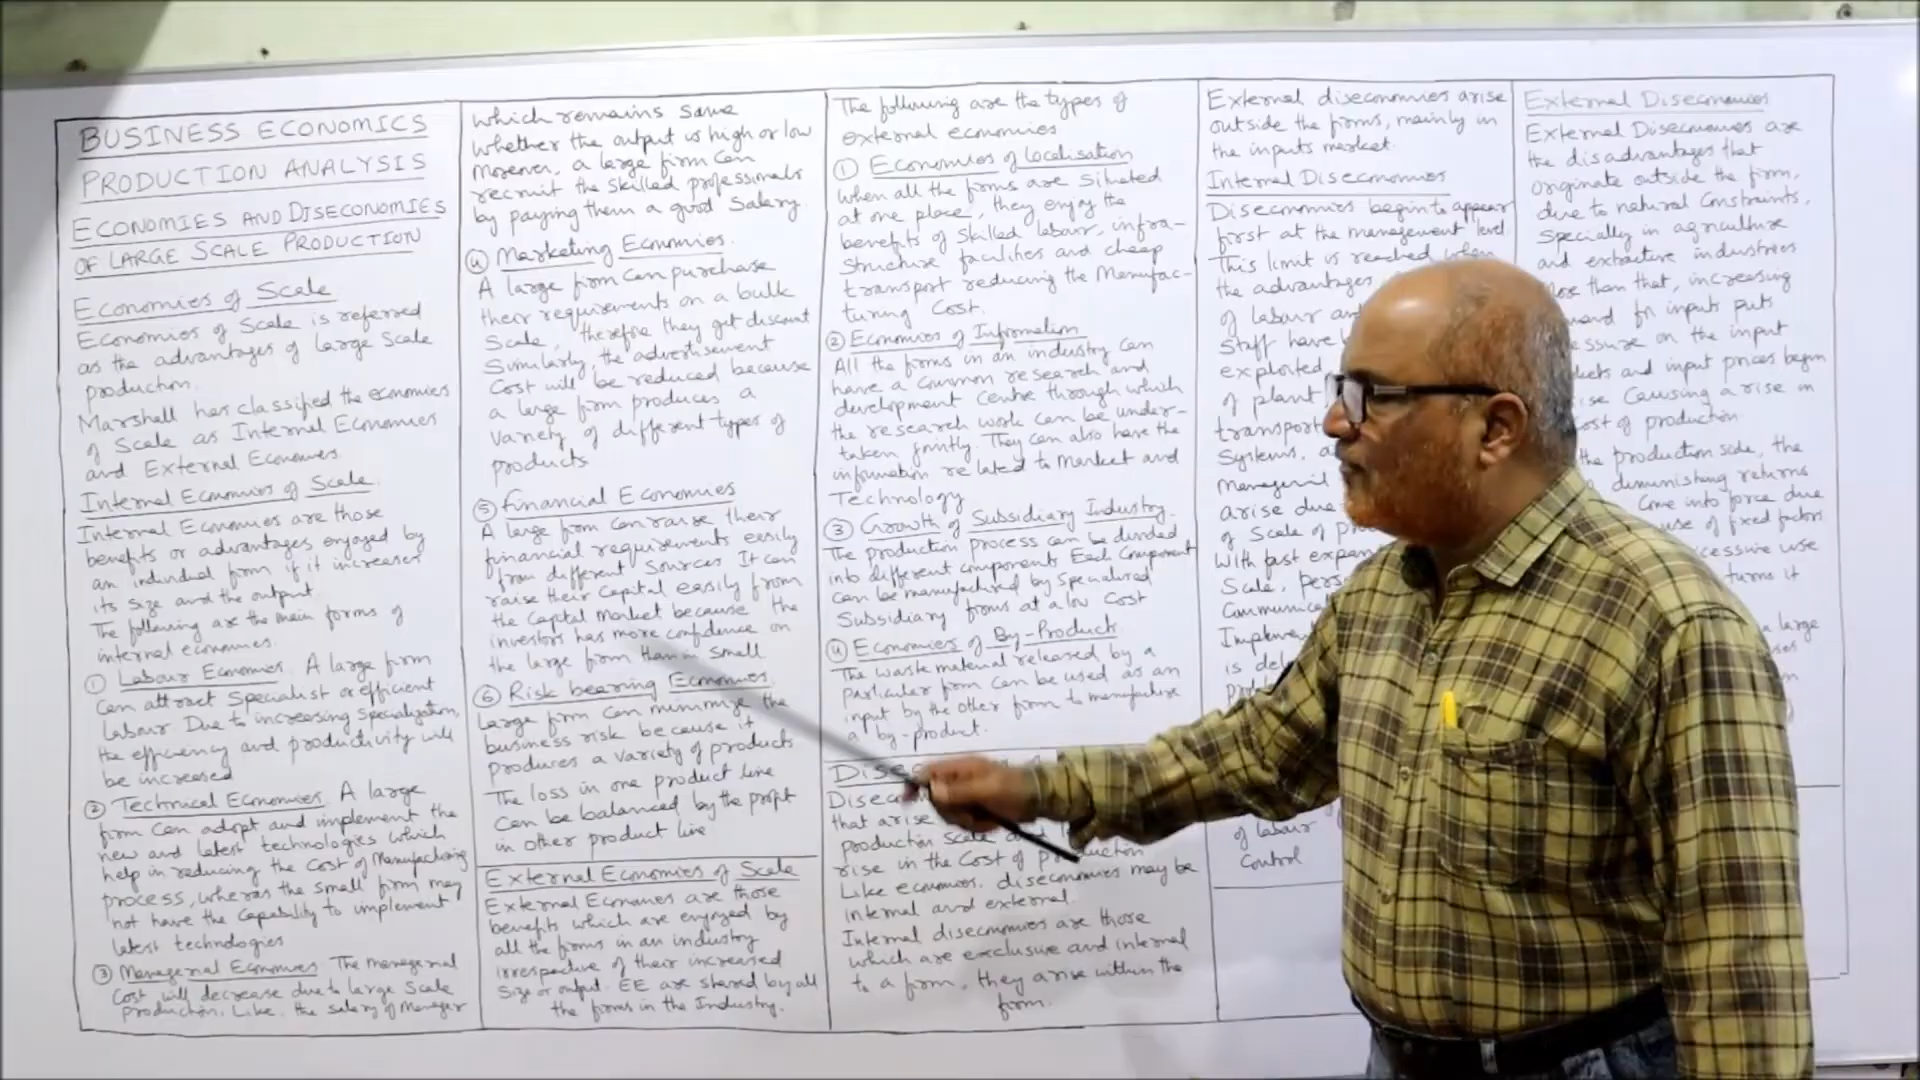 BUSINESS ECONOMICS
PRODUCTION ANALYSIS
ECONOMIES AND DISECONOMIES
OF LARGE SCALE PRODUCTION
Economies of Scale
Economies of Scale is referred
as the advantages of large Scale
production.
Marshall has classified the economies
of Scale as Internal Economies
and External Economies.
Internal Economies of Scale
Internal Economies are those
benefits or advantages enjoyed by
an individual firm if it increases
its size and the output
The following are the main forms of
internal economies.
① Labour Economies. A large firm
Can attract Specialist or efficient
labour. Due to increasing Specialization,
the efficiency and productivity will
be increased
② Technical Economies. A large
firm Can adopt and implement the
new and latest technologies which
help in reducing the Cost of Manufacturing
process, wheras the small firm may
not have the Capability to implement
latest technologies
③ Managerial Economies The managerial
Cost will decrease due to large Scale
production. Like, the salary of Manager
which remains Same
whether the output is high or low
Moreover, a large firm Can
recruit the skilled professionals
by paying them a good Salary.
④ Marketing Economies.
A large firm Can purchase
their requirements on a bulk
Scale, therefore they get discount
Similarly, the advertisement
Cost will be reduced because
a large firm produces a
variety of different types of
products
⑤ Financial Economies
A large firm can raise their
financial requirements easily
from different Sources It can
raise their Capital easily from
the Capital Market because the
investors has more confidence on
the large firm than in small
⑥ Risk bearing Economies
Large firm Can minimize the
business risk because it
produces a variety of products
The loss in one product line
Can be balanced by the profit
in other product line
External Economies of Scale
External Economies are those
benefits which are enjoyed by
all the firms in an industry
irrespective of their increased
Size or output. EE are shared by all
the firms in the Industry.
The following are the types of
external economies
① Economies of localisation
When all the firms are Situated
at one place, they enjoy the
benefits of Skilled labour, infra-
Structure facilities and cheap
transport reducing the Manufac-
turing Cost.
② Economies of Information
All the firms in an industry can
have a Common research and
development Centre through which
the research work can be under-
taken jointly. They can also have the
information related to Market and
Technology
③ Growth of Subsidiary Industry.
The production process can be divided
into different components Each Component
can be manufactured by Specialised
Subsidiary firms at a low Cost
④ Economies of By-Product
The waste material released by a
particular firm can be used as an
input by the other firm to manufacture
a by-product.
that arise
production scale and
rise in the Cost of production
Like economies. diseconomies may be
internal and external.
Internal diseconomies are those
which are exclusive and internal
to a firm, they arise within the
firm.
External diseconomies arise
outside the firms, mainly in
the inputs market.
Internal Diseconomies
Diseconomies begin to appear
first at the management level
This limit is reached when
the advantages
of labour
Staff have
exploited
of plant
transport
Systems,
Managerial
arise due
of Scale of
With fast
Scale,
is
of labour
Control
External Diseconomies
External Diseconomies are
the disadvantages that
originate outside the firm,
due to natural Constraints,
Specially in agriculture
and extractive industries
than that, increasing
for inputs puts
on the input
and input prices begin
Causing a rise in
of production.
the production scale, the
diminishing returns
Come into force due
use of fixed factors
use
it
a large